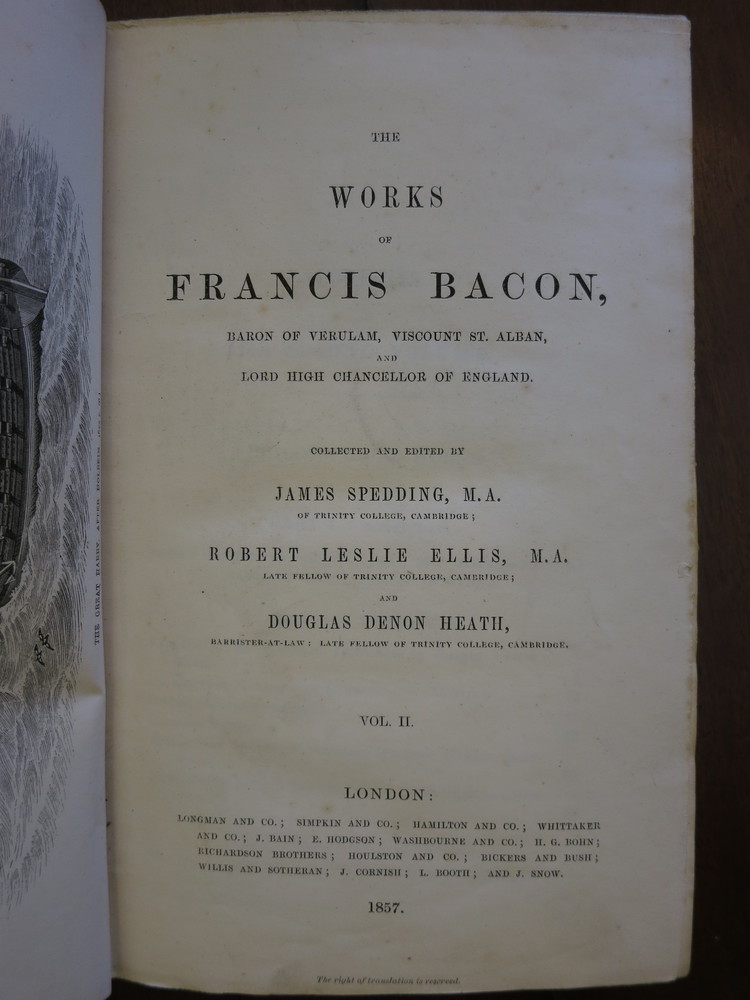 THE
WORKS
OF
FRANCIS BACON,
BARON OF VERULAM, VISCOUNT ST. ALBAN,
AND
LORD HIGH CHANCELLOR OF ENGLAND.
COLLECTED AND EDITED BY
JAMES SPEDDING, M.A.
OF TRINITY COLLEGE, CAMBRIDGE;
ROBERT LESLIE ELLIS, M.A.
LATE FELLOW OF TRINITY COLLEGE, CAMBRIDGE;
AND
DOUGLAS DENON HEATH,
BARRISTER-AT-LAW: LATE FELLOW OF TRINITY COLLEGE, CAMBRIDGE.
VOL. II.
LONDON:
LONGMAN AND CO.; SIMPKIN AND CO.; HAMILTON AND CO.; WHITTAKER
AND CO.; J. BAIN; E. HODGSON; WASHBOURNE AND CO.; H. G. BOHN;
RICHARDSON BROTHERS; HOULSTON AND CO.; BICKERS AND BUSH;
WILLIS AND SOTHERAN; J. CORNISH; L. BOOTH; AND J. SNOW.
1857.
The right of translation is reserved.
THE GREAT HARRY, AFTER HOLBEIN